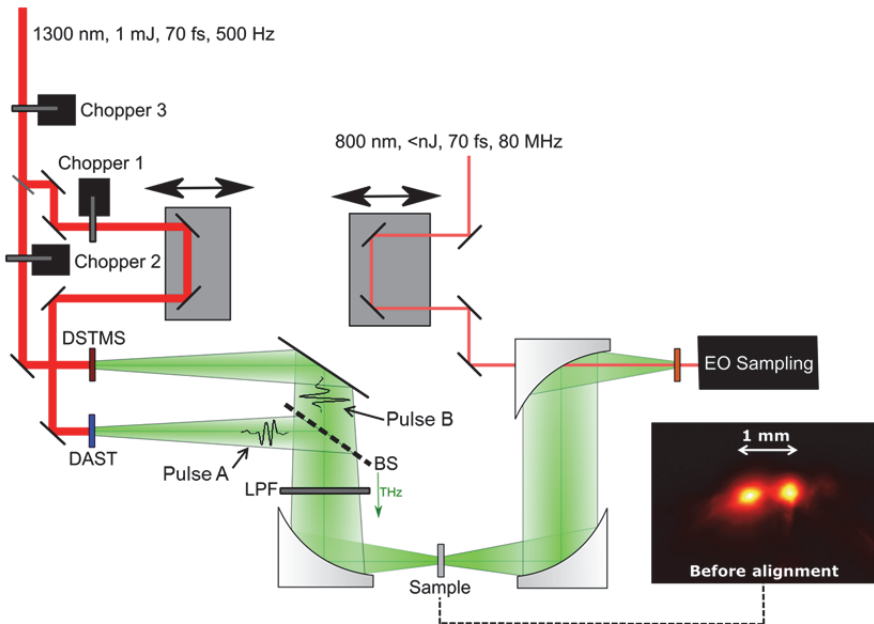 1300 nm, 1 mJ, 70 fs, 500 Hz
Chopper 3
800 nm, <nJ, 70 fs, 80 MHz
Chopper 1
Chopper 2
DSTMS
EO Sampling
Pulse B
1 mm
DAST
Pulse A
BS
LPF
THz
Sample
Before alignment